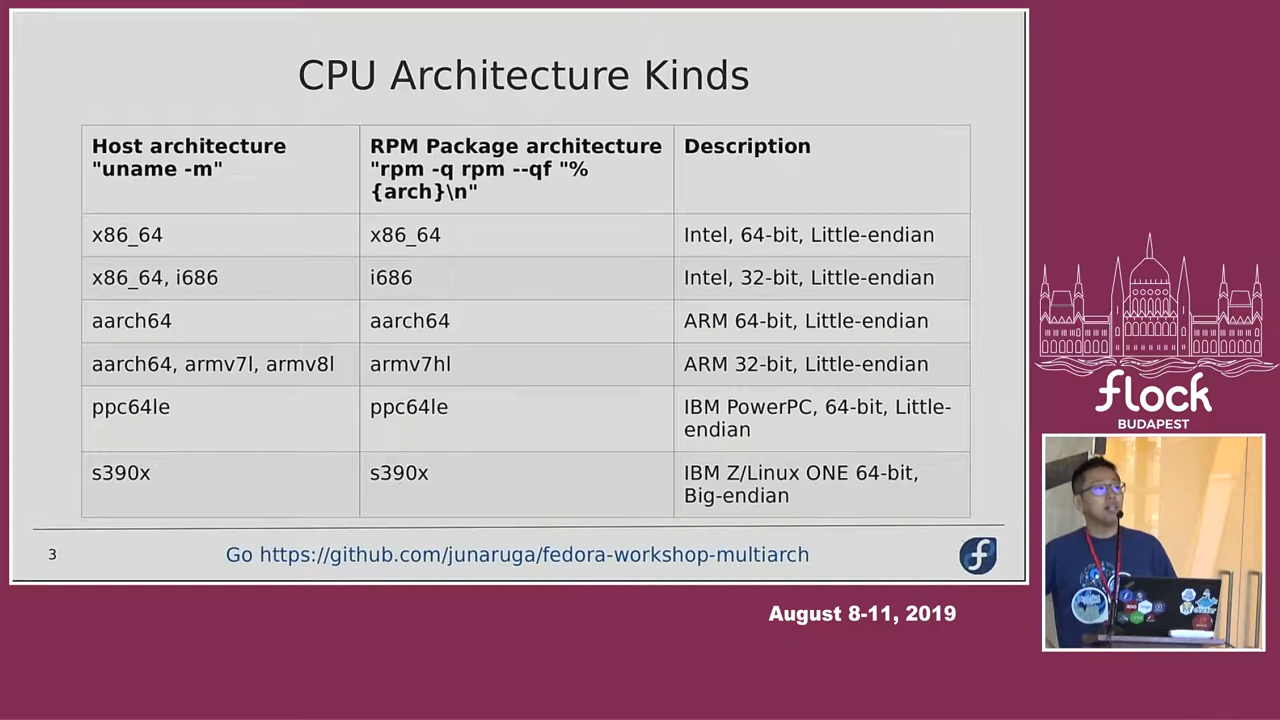 CPU Architecture Kinds
Host architecture
"uname -m"
RPM Package architecture
"rpm -q rpm --qf "%
{arch}\n"
Description
x86_64
x86_64
Intel, 64-bit, Little-endian
x86_64, i686
i686
Intel, 32-bit, Little-endian
aarch64
aarch64
ARM 64-bit, Little-endian
aarch64, armv7l, armv8l
armv7hl
ARM 32-bit, Little-endian
ppc64le
ppc64le
IBM PowerPC, 64-bit, Little-
endian
s390x
s390x
IBM Z/Linux ONE 64-bit,
Big-endian
3
Go https://github.com/junaruga/fedora-workshop-multiarch
flock
BUDAPEST
August 8-11, 2019